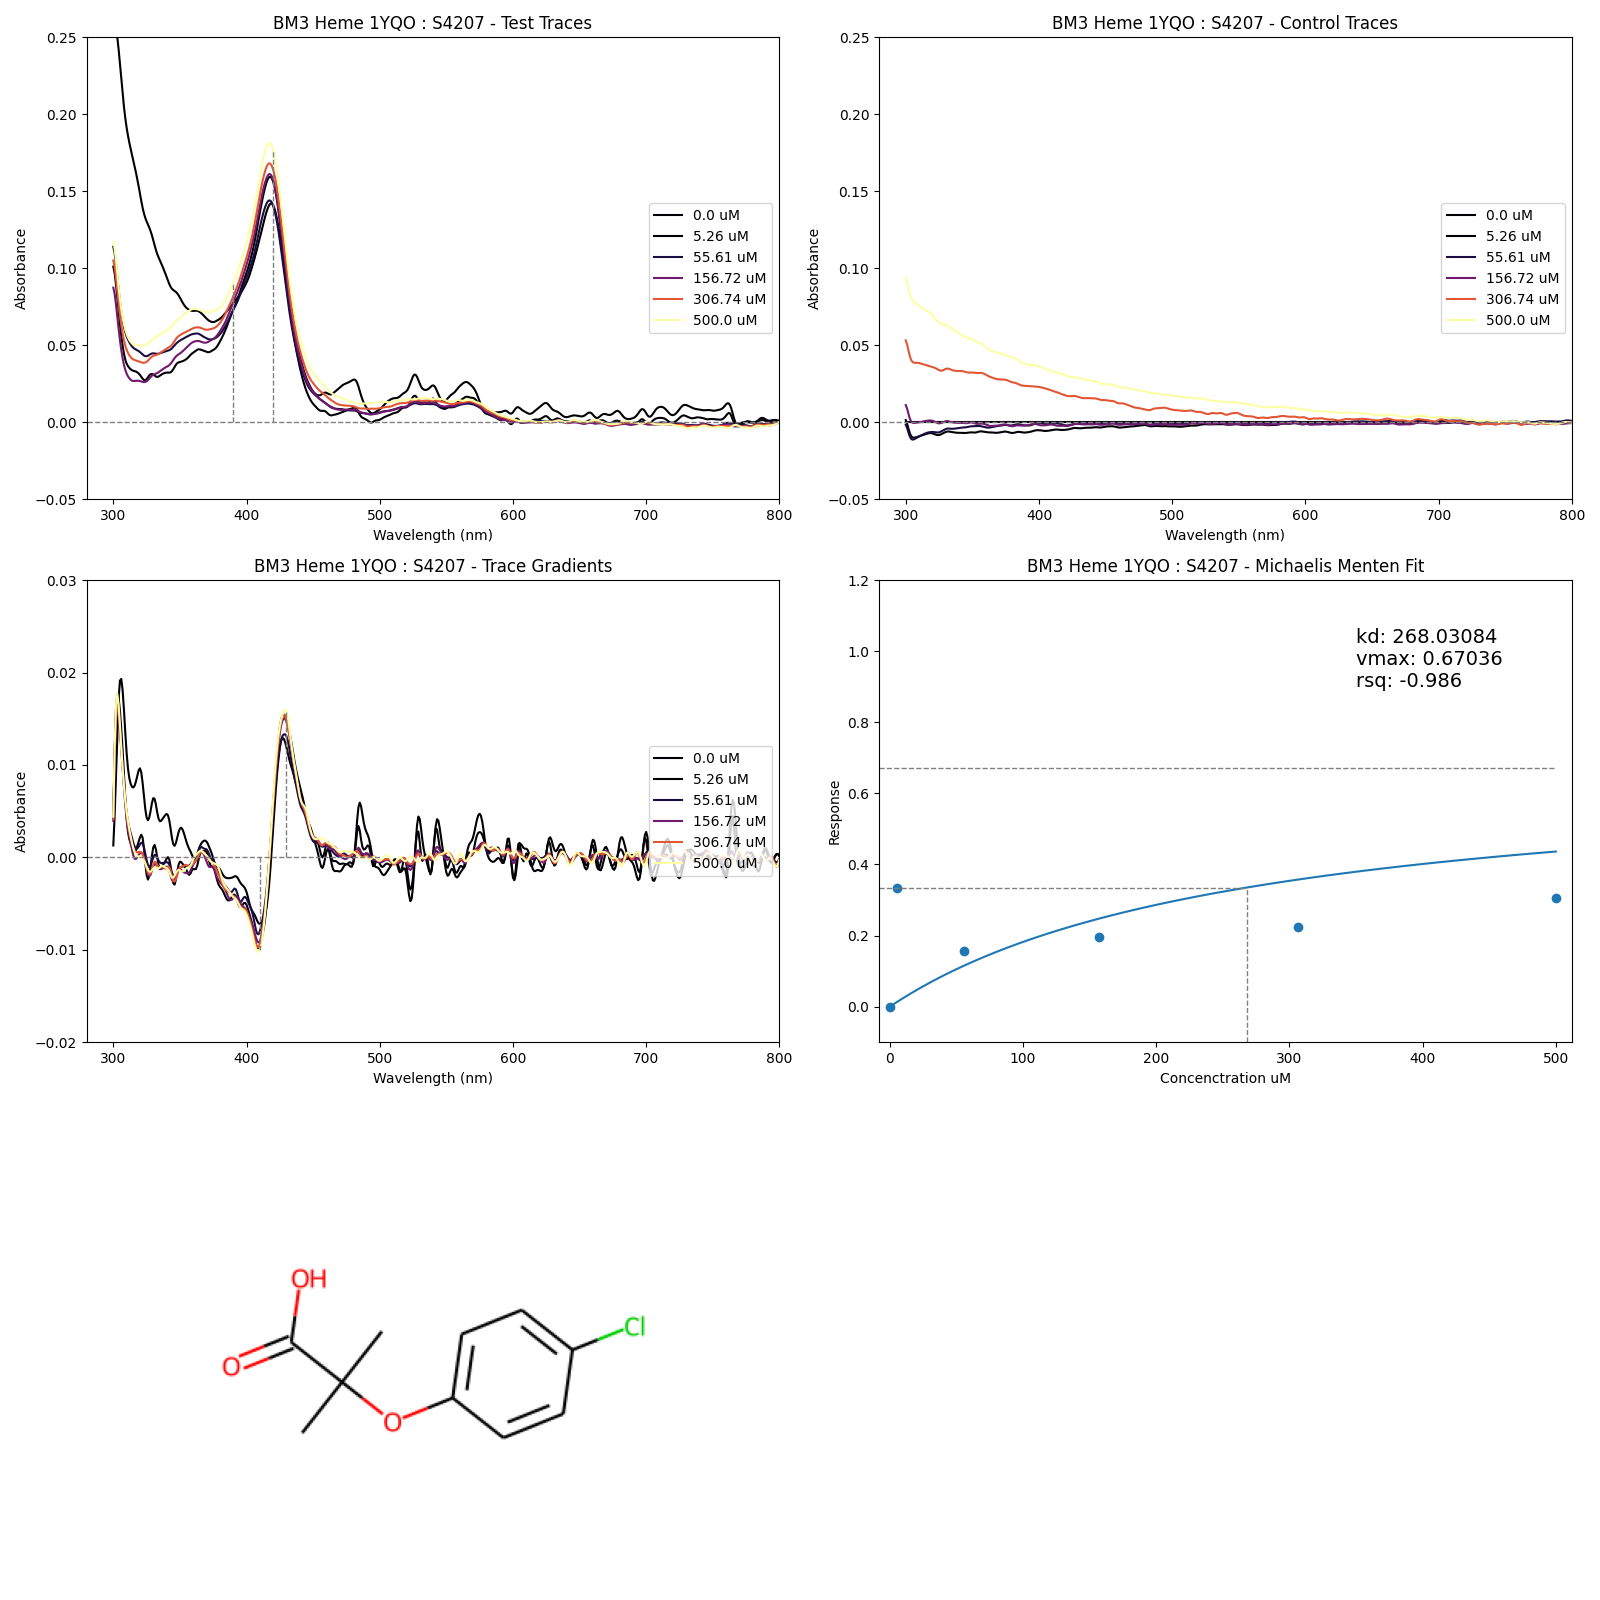 BM3 Heme 1YQO : S4207 - Test Traces
0.25
0.20
0.15
0.10
0.05
0.00
−0.05
Absorbance
300
400
500
600
700
800
Wavelength (nm)
0.0 uM
5.26 uM
55.61 uM
156.72 uM
306.74 uM
500.0 uM
BM3 Heme 1YQO : S4207 - Control Traces
0.25
0.20
0.15
0.10
0.05
0.00
−0.05
Absorbance
300
400
500
600
700
800
Wavelength (nm)
0.0 uM
5.26 uM
55.61 uM
156.72 uM
306.74 uM
500.0 uM
BM3 Heme 1YQO : S4207 - Trace Gradients
0.03
0.02
0.01
0.00
−0.01
−0.02
Absorbance
300
400
500
600
700
800
Wavelength (nm)
0.0 uM
5.26 uM
55.61 uM
156.72 uM
306.74 uM
500.0 uM
BM3 Heme 1YQO : S4207 - Michaelis Menten Fit
1.2
1.0
0.8
0.6
0.4
0.2
0.0
Response
0
100
200
300
400
500
Concenctration uM
kd: 268.03084
vmax: 0.67036
rsq: -0.986
OH
O
O
Cl